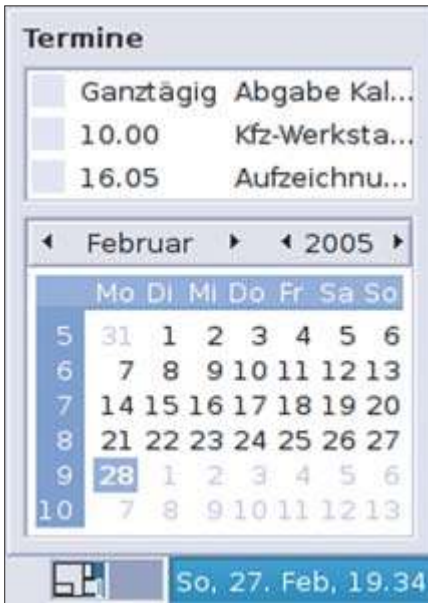 Termine
Ganztägig Abgabe Kal...
10.00 Kfz-Werksta...
16.05 Aufzeichnu...
Februar 2005
Mo Di Mi Do Fr Sa So
5 31 1 2 3 4 5 6
6 7 8 9 10 11 12 13
7 14 15 16 17 18 19 20
8 21 22 23 24 25 26 27
9 28 1 2 3 4 5 6
10 7 8 9 10 11 12 13
So, 27. Feb, 19.34